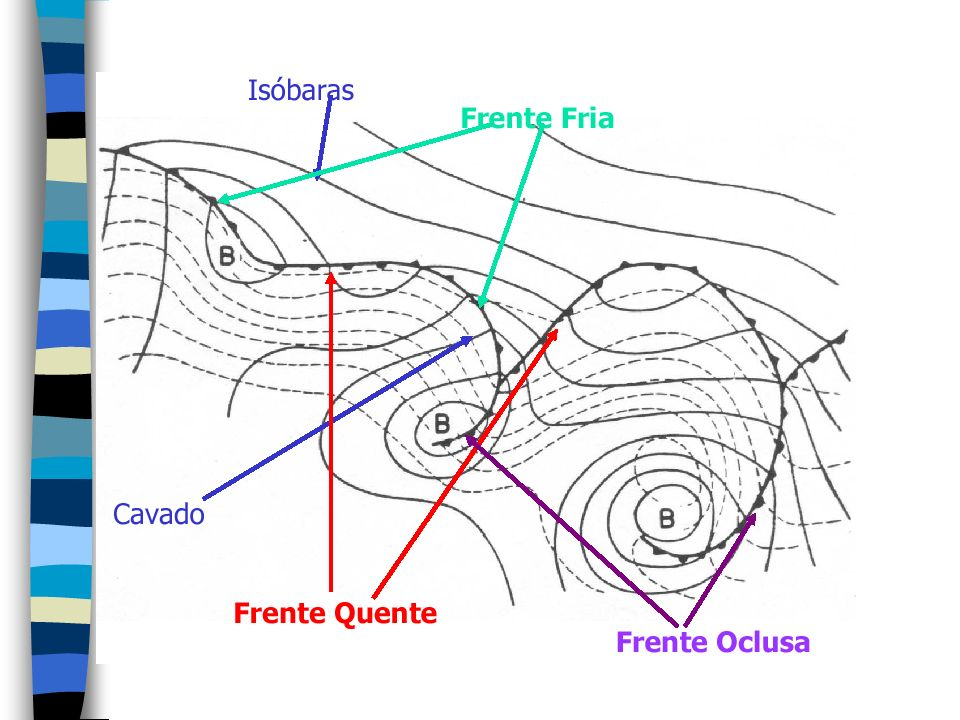 Isóbaras
Frente Fria
B
B
B
Cavado
Frente Quente
Frente Oclusa